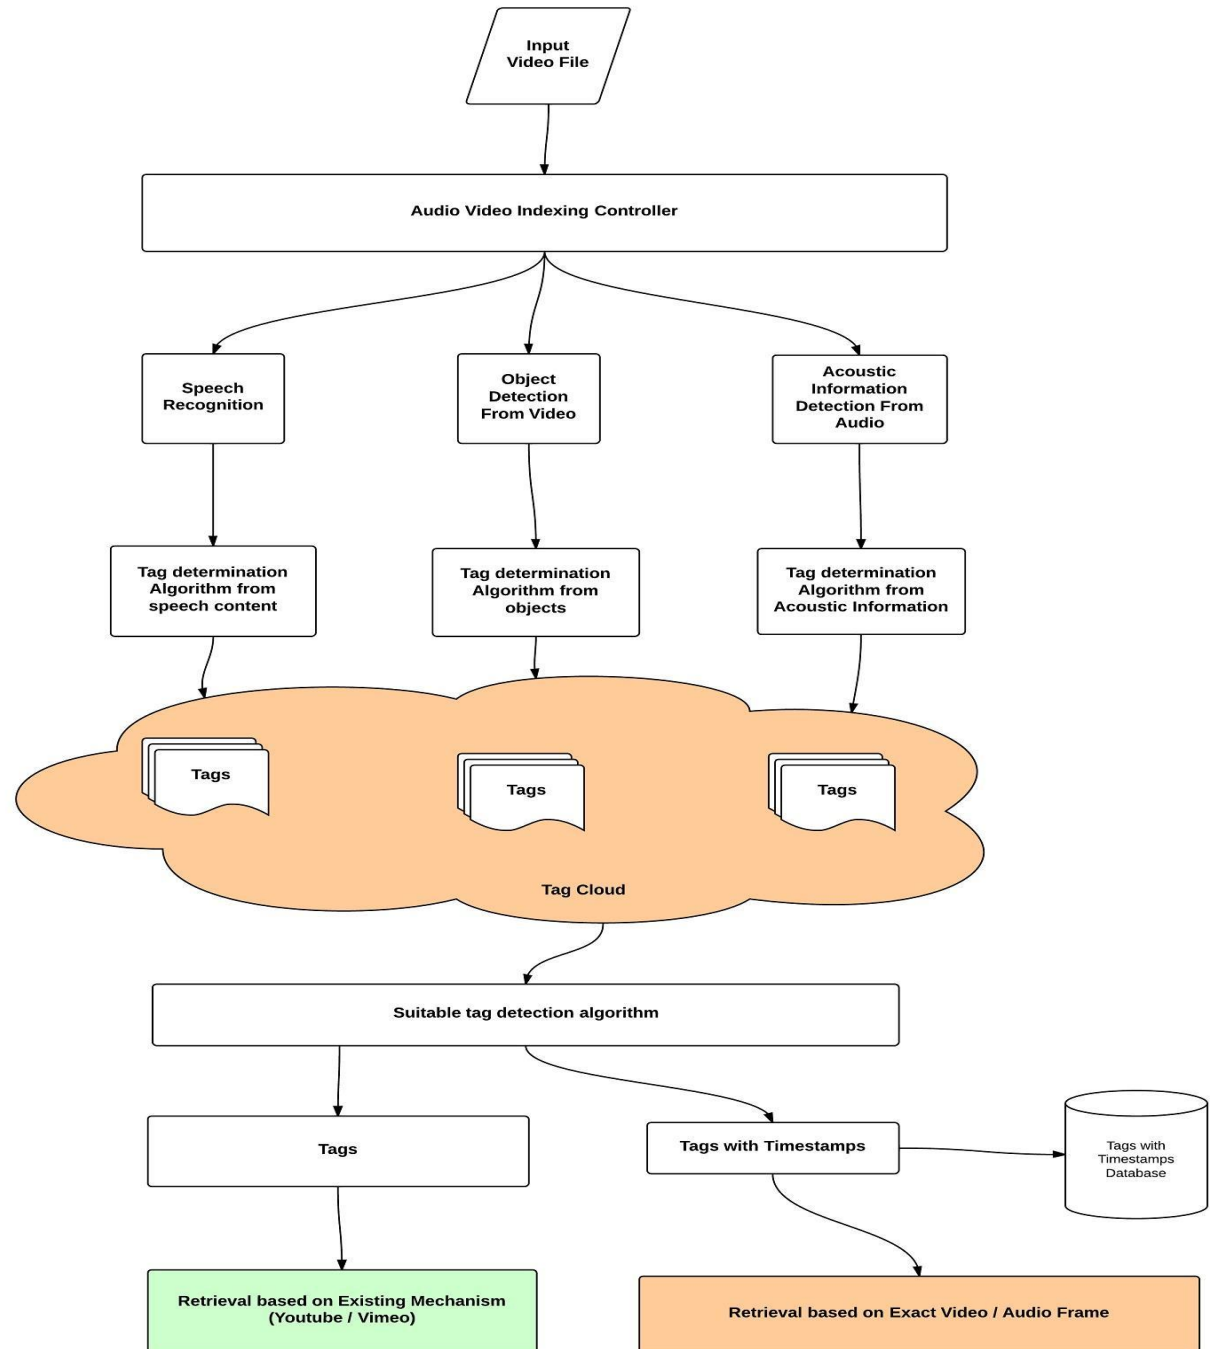 Input
Video File
Audio Video Indexing Controller
Speech
Recognition
Object
Detection
From Video
Acoustic
Information
Detection From
Audio
Tag determination
Algorithm from
speech content
Tag determination
Algorithm from
objects
Tag determination
Algorithm from
Acoustic Information
Tags
Tags
Tags
Tag Cloud
Suitable tag detection algorithm
Tags
Tags with Timestamps
Tags with
Timestamps
Database
Retrieval based on Existing Mechanism
(Youtube / Vimeo)
Retrieval based on Exact Video / Audio Frame